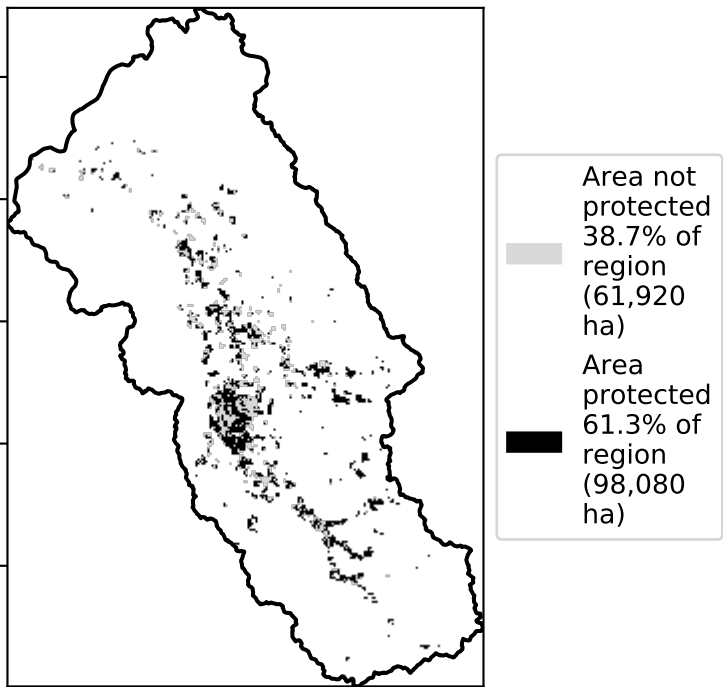 Area not
protected
38.7% of
region
(61,920
ha)
Area
protected
61.3% of
region
(98,080
ha)